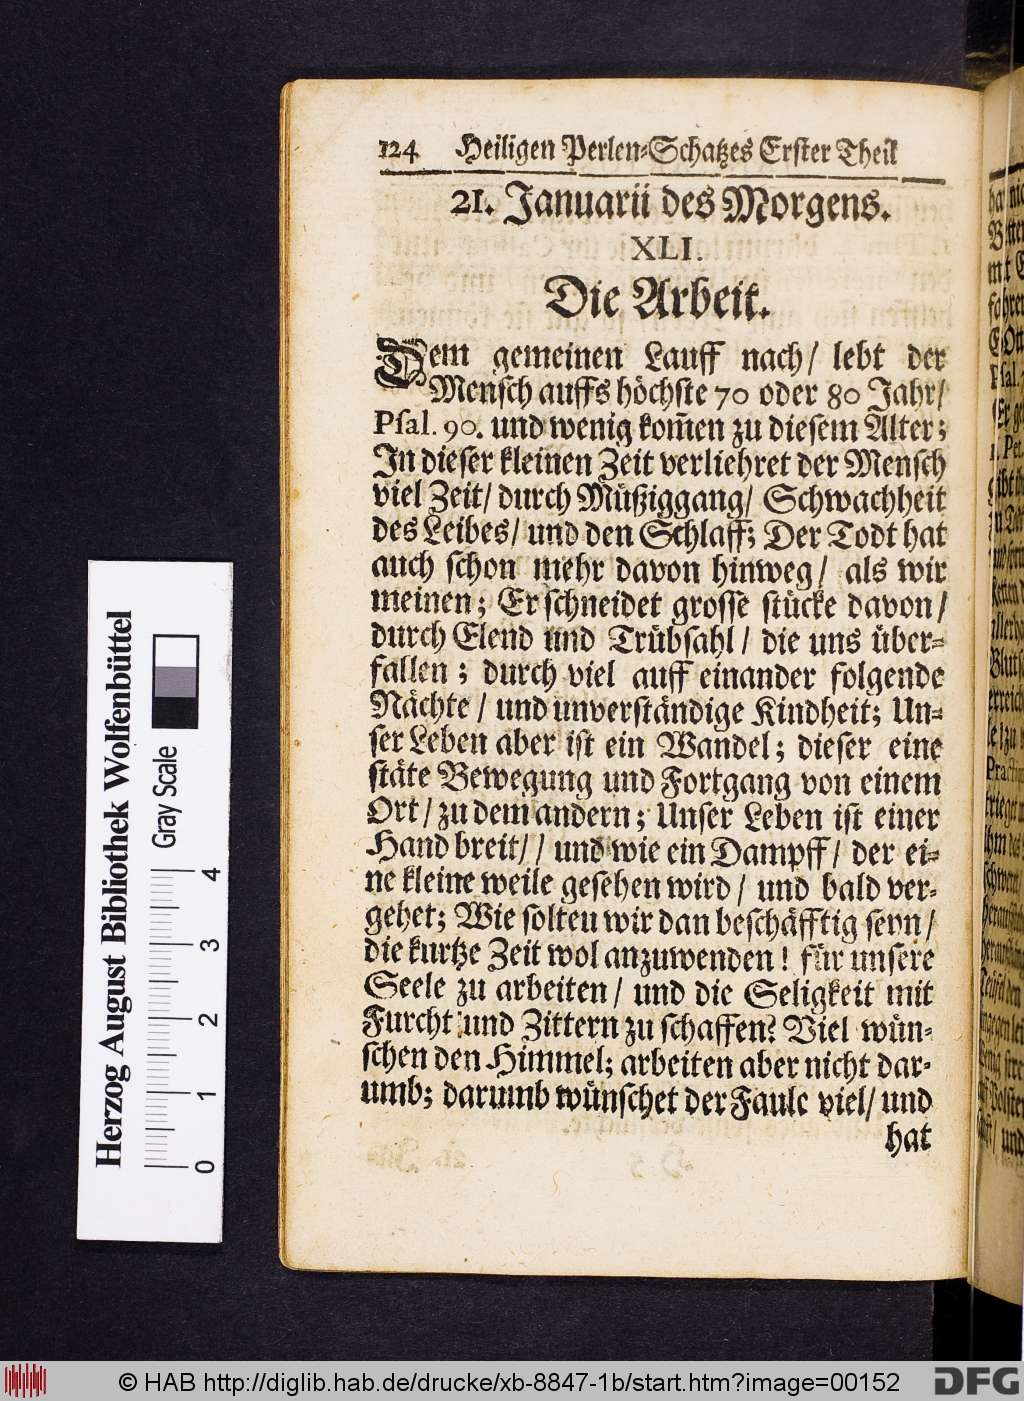 124 Heiligen Perlen-Schatzes Erster Theil
21. Januarii des Morgens.
XLI.
Die Arbeit.
Dem gemeinen Lauff nach/ lebt der
Mensch auffs höchste 70 oder 80 Jahr/
Psal. 90. und wenig kom̃en zu diesem Alter;
In dieser kleinen Zeit verliehret der Mensch
viel Zeit/ durch Müßiggang/ Schwachheit
des Leibes/ und den Schlaff; Der Todt hat
auch schon mehr davon hinweg/ als wir
meinen; Er schneidet grosse stücke davon/
durch Elend und Trübsahl/ die uns über-
fallen; durch viel auff einander folgende
Nächte/ und unverständige Kindheit; Un-
ser Leben aber ist ein Wandel; dieser eine
stäte Bewegung und Fortgang von einem
Ort/ zu dem andern; Unser Leben ist einer
Hand breit// und wie ein Dampff/ der ei-
ne kleine weile gesehen wird/ und bald ver-
gehet; Wie solten wir dan beschäfftig seyn/
die kurtze Zeit wol anzuwenden! für unsere
Seele zu arbeiten/ und die Seligkeit mit
Furcht und Zittern zu schaffen? Viel wün-
schen den Himmel; arbeiten aber nicht dar-
umb; darumb wünschet der Faule viel/ und
hat
Herzog August Bibliothek Wolfenbüttel
Gray Scale
0 1 2 3 4
© HAB http://diglib.hab.de/drucke/xb-8847-1b/start.htm?image=00152
DFG